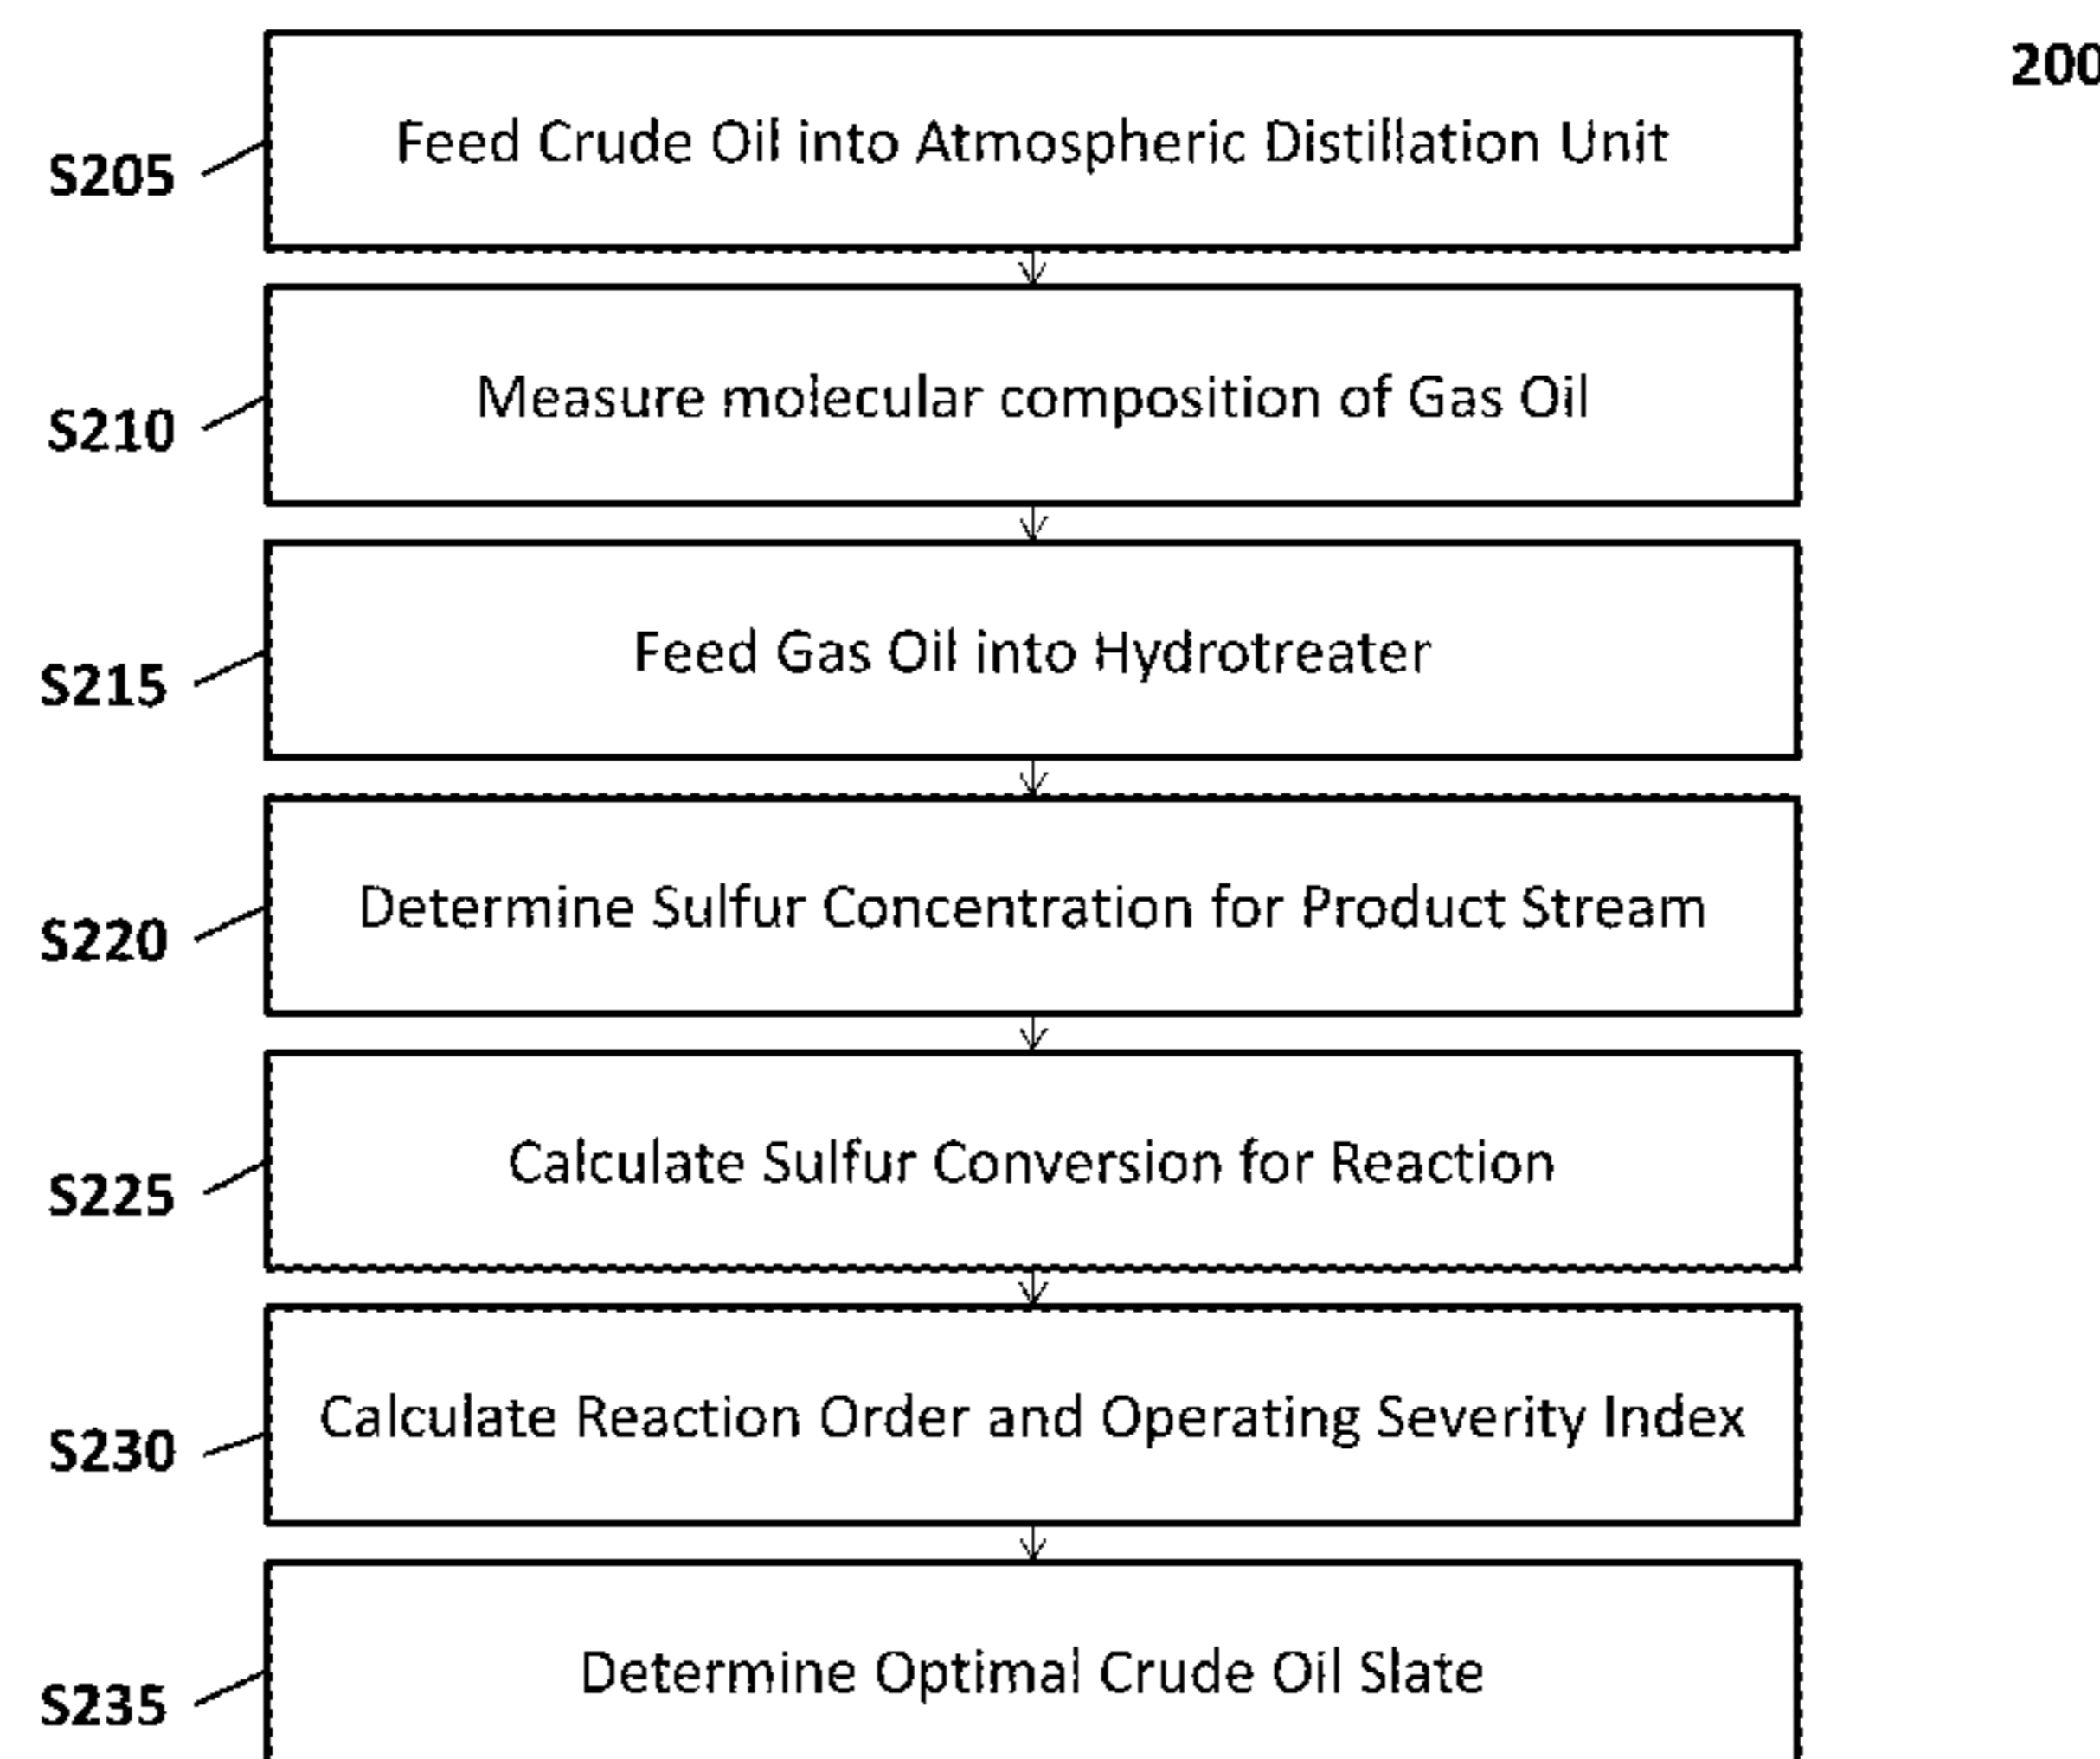 200
S205
Feed Crude Oil into Atmospheric Distillation Unit
S210
Measure molecular composition of Gas Oil
S215
Feed Gas Oil into Hydrotreater
S220
Determine Sulfur Concentration for Product Stream
S225
Calculate Sulfur Conversion for Reaction
S230
Calculate Reaction Order and Operating Severity Index
S235
Determine Optimal Crude Oil Slate